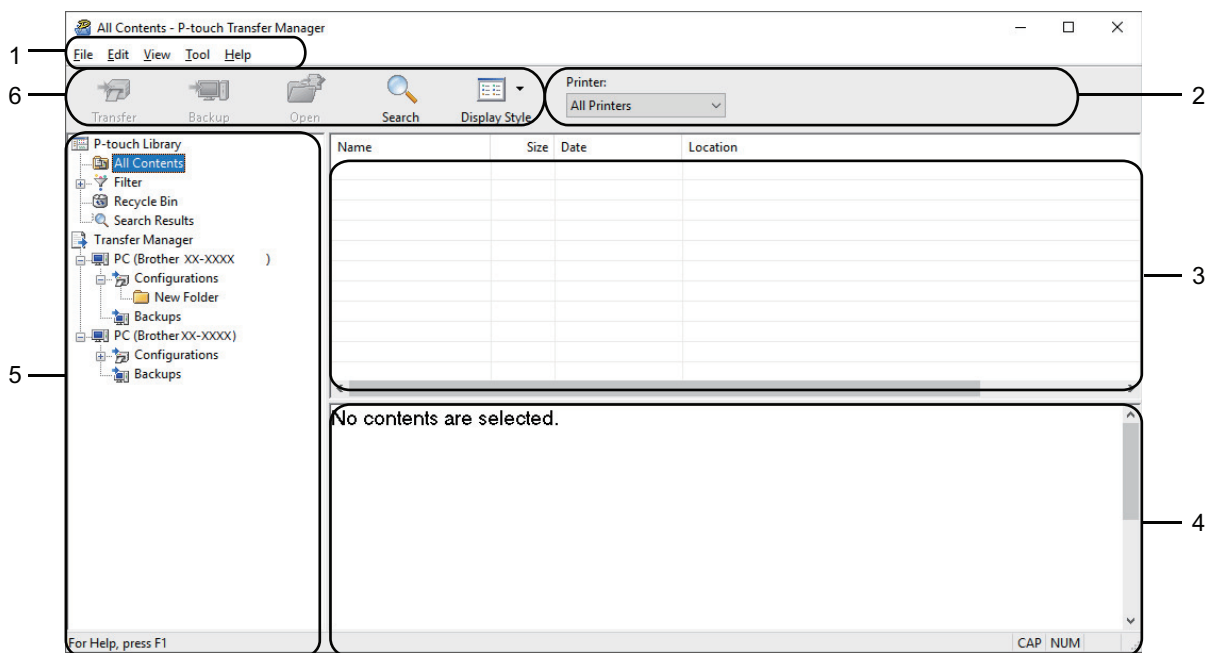 All Contents - P-touch Transfer Manager
1
File Edit View Tool Help
6
Transfer Backup Open Search Display Style
Printer:
All Printers
2
P-touch Library
All Contents
Filter
Recycle Bin
Search Results
Transfer Manager
PC (Brother XX-XXXX )
Configurations
New Folder
Backups
PC (Brother XX-XXXX)
Configurations
Backups
5
Name Size Date Location
3
No contents are selected.
4
For Help, press F1
CAP NUM